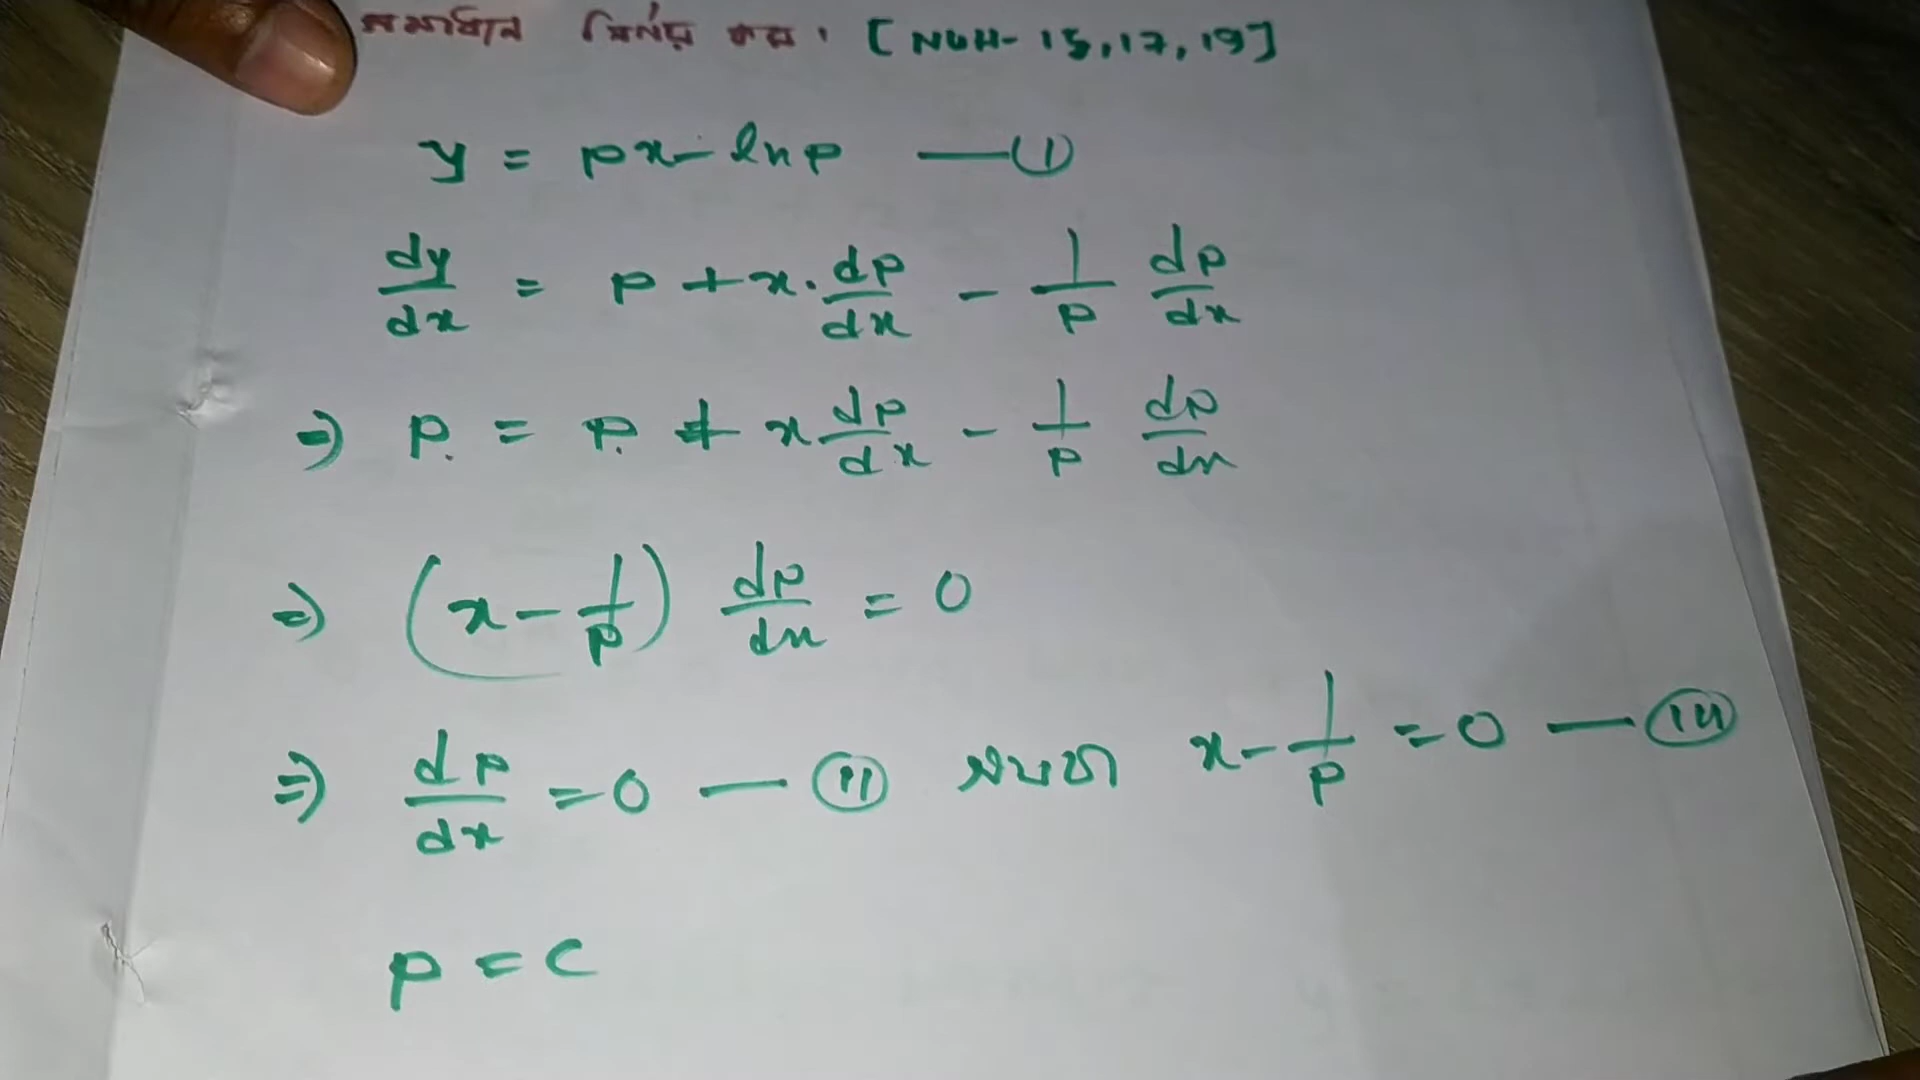 সমাধান নির্ণয় কর। [NUH- 15,17,19]
y = px - ln p — (i)
dy/dx = p + x · dp/dx - 1/p dp/dx
⇒ p. = p. + x dp/dx - 1/p dp/dx
⇒ (x - 1/p) dp/dx = 0
⇒ dp/dx = 0 — (ii) অথবা x - 1/p = 0 — (iii)
p = c